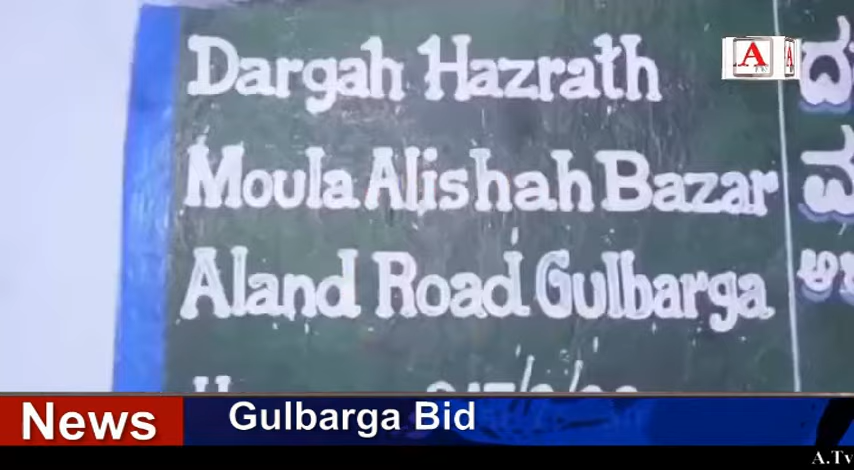 Dargah Hazrath
Moula Alishah Bazar
Aland Road Gulbarga
News
Gulbarga Bid
A.Tv